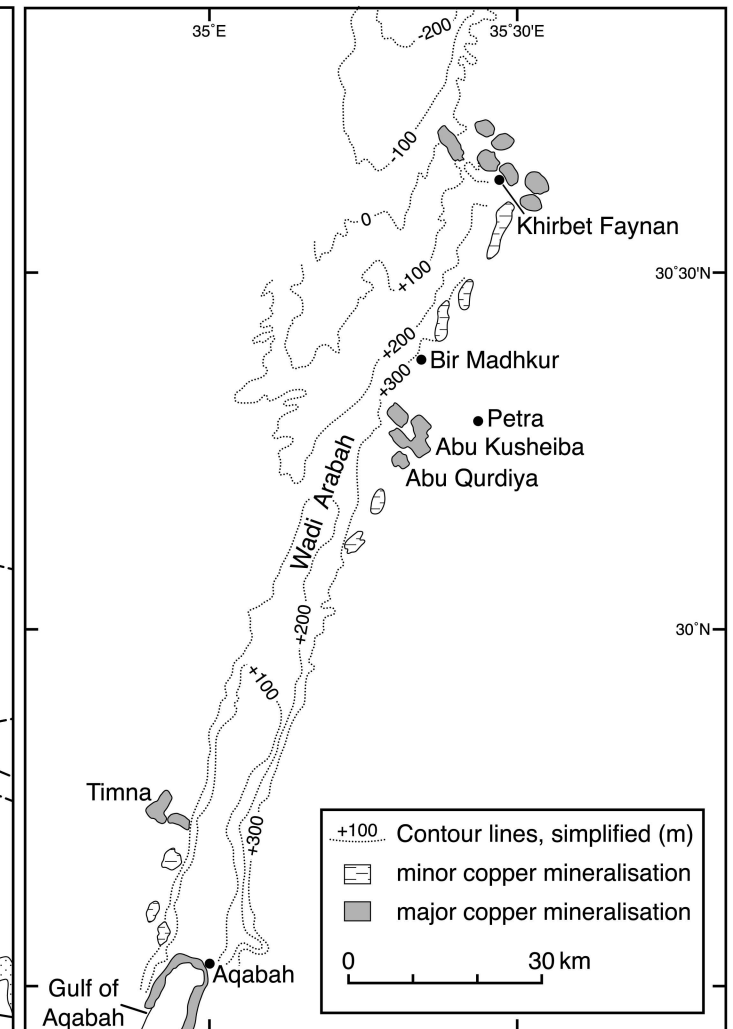 35˚E
35˚30'E
-200
-100
Khirbet Faynan
0
30˚30'N
+100
+200
Bir Madhkur
+300
Petra
Abu Kusheiba
Abu Qurdiya
Wadi Arabah
+200
30˚N
+100
Timna
+300
+100 Contour lines, simplified (m)
minor copper mineralisation
major copper mineralisation
0 30 km
Aqabah
Gulf of
Aqabah